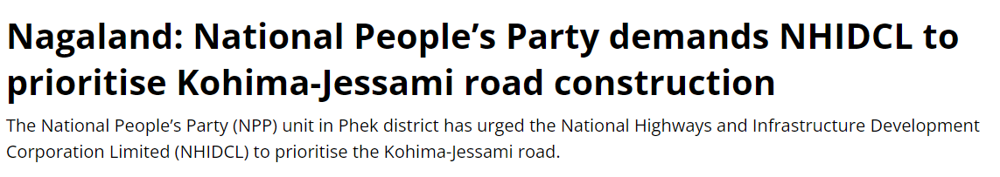 Nagaland: National People’s Party demands NHIDCL to
prioritise Kohima-Jessami road construction
The National People’s Party (NPP) unit in Phek district has urged the National Highways and Infrastructure Development
Corporation Limited (NHIDCL) to prioritise the Kohima-Jessami road.